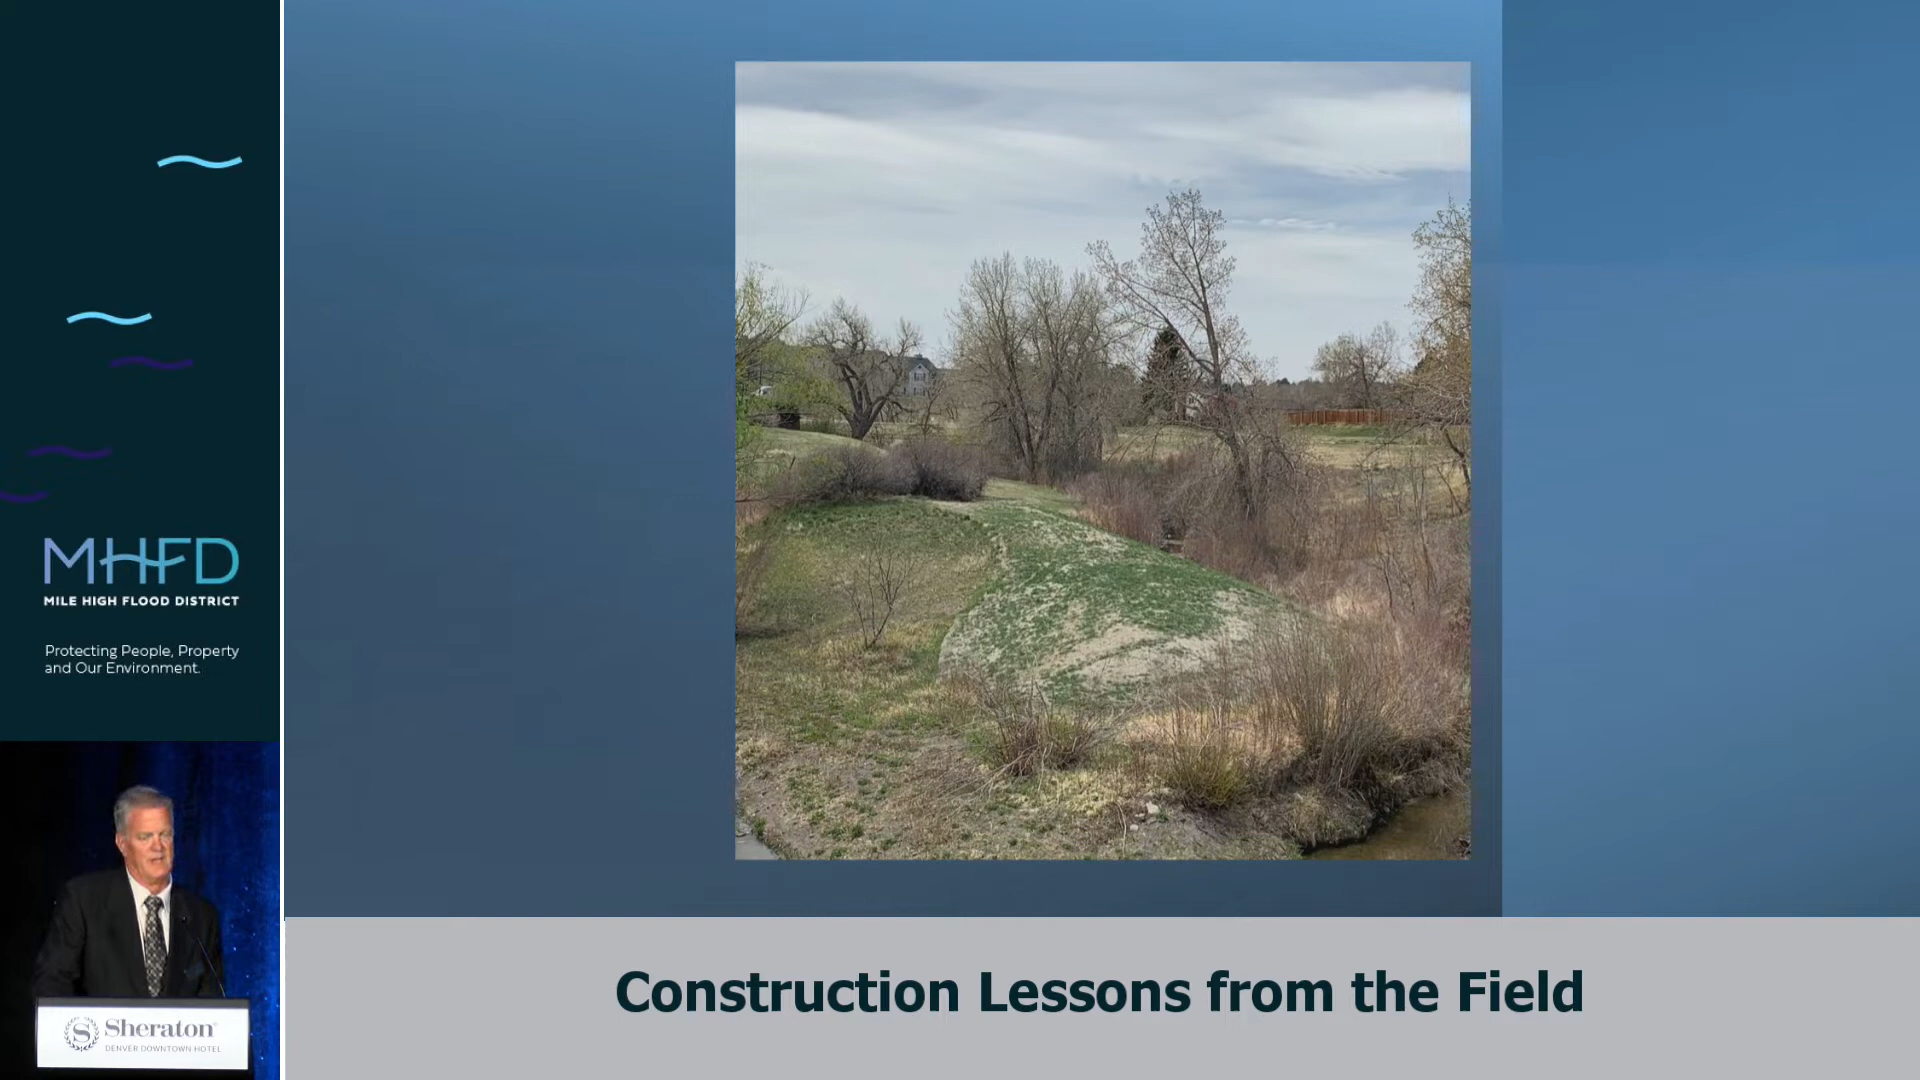 MHFD
MILE HIGH FLOOD DISTRICT
Protecting People, Property
and Our Environment.
S Sheraton
DENVER DOWNTOWN HOTEL
Construction Lessons from the Field